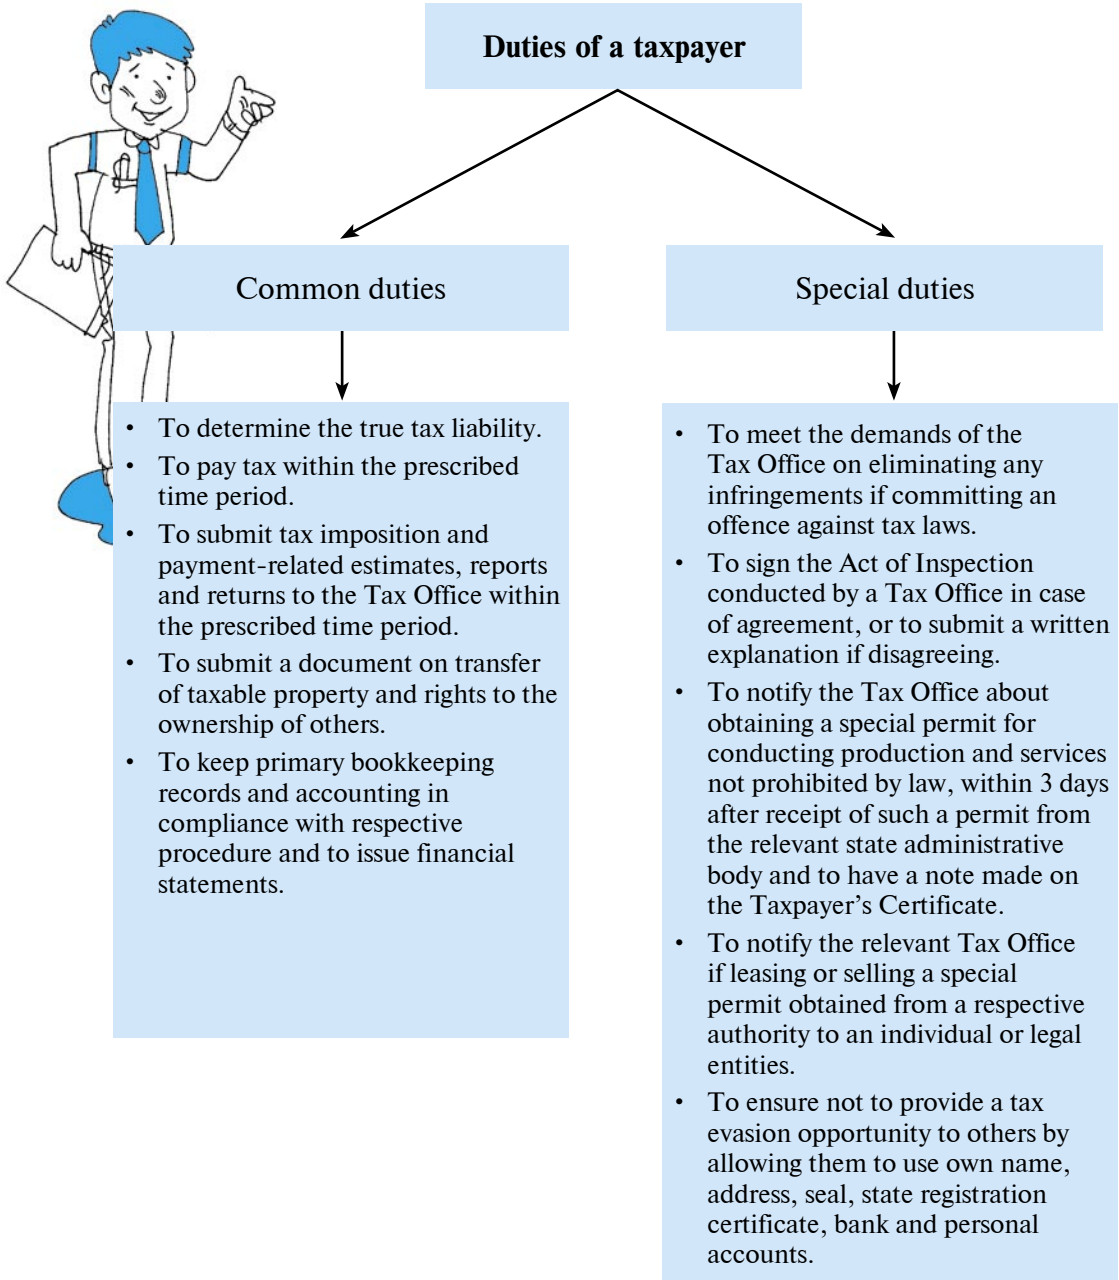 Duties of a taxpayer
Common duties
• To determine the true tax liability.
• To pay tax within the prescribed
time period.
• To submit tax imposition and
payment-related estimates, reports
and returns to the Tax Office within
the prescribed time period.
• To submit a document on transfer
of taxable property and rights to the
ownership of others.
• To keep primary bookkeeping
records and accounting in
compliance with respective
procedure and to issue financial
statements.
Special duties
• To meet the demands of the
Tax Office on eliminating any
infringements if committing an
offence against tax laws.
• To sign the Act of Inspection
conducted by a Tax Office in case
of agreement, or to submit a written
explanation if disagreeing.
• To notify the Tax Office about
obtaining a special permit for
conducting production and services
not prohibited by law, within 3 days
after receipt of such a permit from
the relevant state administrative
body and to have a note made on
the Taxpayer’s Certificate.
• To notify the relevant Tax Office
if leasing or selling a special
permit obtained from a respective
authority to an individual or legal
entities.
• To ensure not to provide a tax
evasion opportunity to others by
allowing them to use own name,
address, seal, state registration
certificate, bank and personal
accounts.